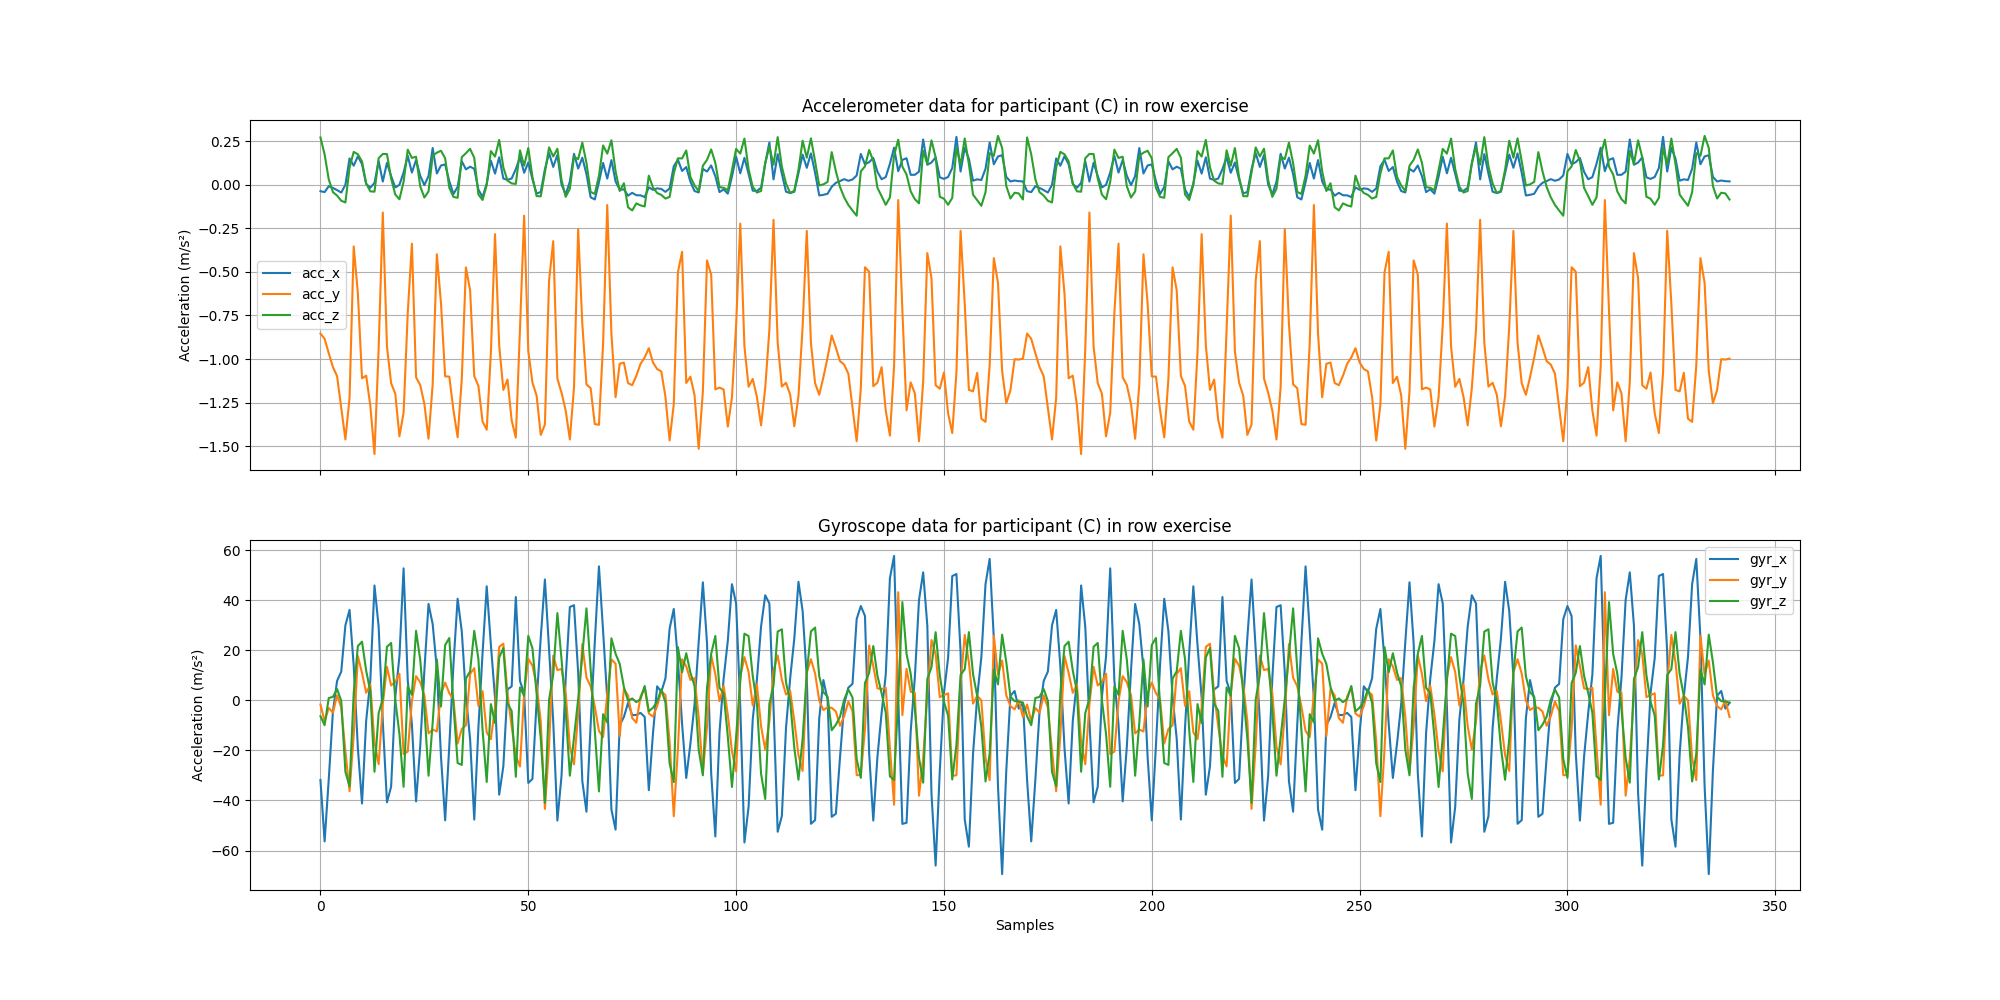 Accelerometer data for participant (C) in row exercise
Acceleration (m/s²)
0.25
0.00
−0.25
−0.50
−0.75
−1.00
−1.25
−1.50
acc_x
acc_y
acc_z
Gyroscope data for participant (C) in row exercise
Acceleration (m/s²)
60
40
20
0
−20
−40
−60
gyr_x
gyr_y
gyr_z
0 50 100 150 200 250 300 350
Samples